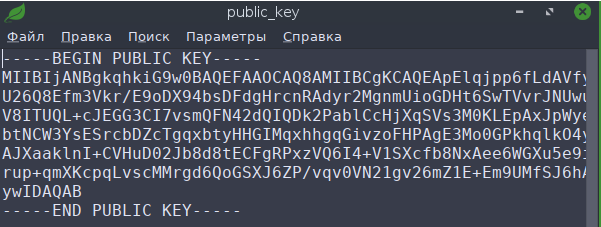 public_key
Файл Правка Поиск Параметры Справка
-----BEGIN PUBLIC KEY-----
MIIBIjANBgkqhkiG9w0BAQEFAAOCAQ8AMIIBCgKCAQEApElqjpp6fLdAVfy
U26Q8Efm3Vkr/E9oDX94bsDFdgHrcnRAdyr2MgnmUioGDHt6SwTVvrJNUwu
V8ITUQL+cJEGG3CI7vsmQFN42dQIQDk2PablCcHjXqSVs3M0KLEpAxJpWye
btNCW3YsESrcbDZcTgqxbtyHHGIMqxhhgqGivzoFHPAgE3Mo0GPkhqlkO4y
AJXaaklnI+CVHuD02Jb8d8tECFgRPxzVQ6I4+V1SXcfb8NxAee6WGXu5e9i
rup+qmXKcpqLvscMMrgd6QoGSXJ6ZP/vqv0VN21gv26mZ1E+Em9UMfSJ6hA
ywIDAQAB
-----END PUBLIC KEY-----